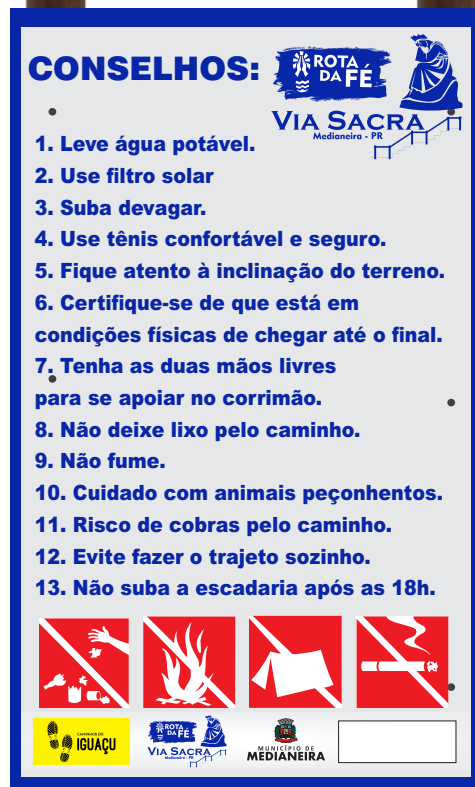 CONSELHOS:
ROTA
DA FÉ
VIA SACRA
Medianeira - PR
1. Leve água potável.
2. Use filtro solar
3. Suba devagar.
4. Use tênis confortável e seguro.
5. Fique atento à inclinação do terreno.
6. Certifique-se de que está em
condições físicas de chegar até o final.
7. Tenha as duas mãos livres
para se apoiar no corrimão.
8. Não deixe lixo pelo caminho.
9. Não fume.
10. Cuidado com animais peçonhentos.
11. Risco de cobras pelo caminho.
12. Evite fazer o trajeto sozinho.
13. Não suba a escadaria após as 18h.
CAMINHOS DO
IGUAÇU
ROTA
DA FÉ
VIA SACRA
Medianeira - PR
MUNICÍPIO DE
MEDIANEIRA